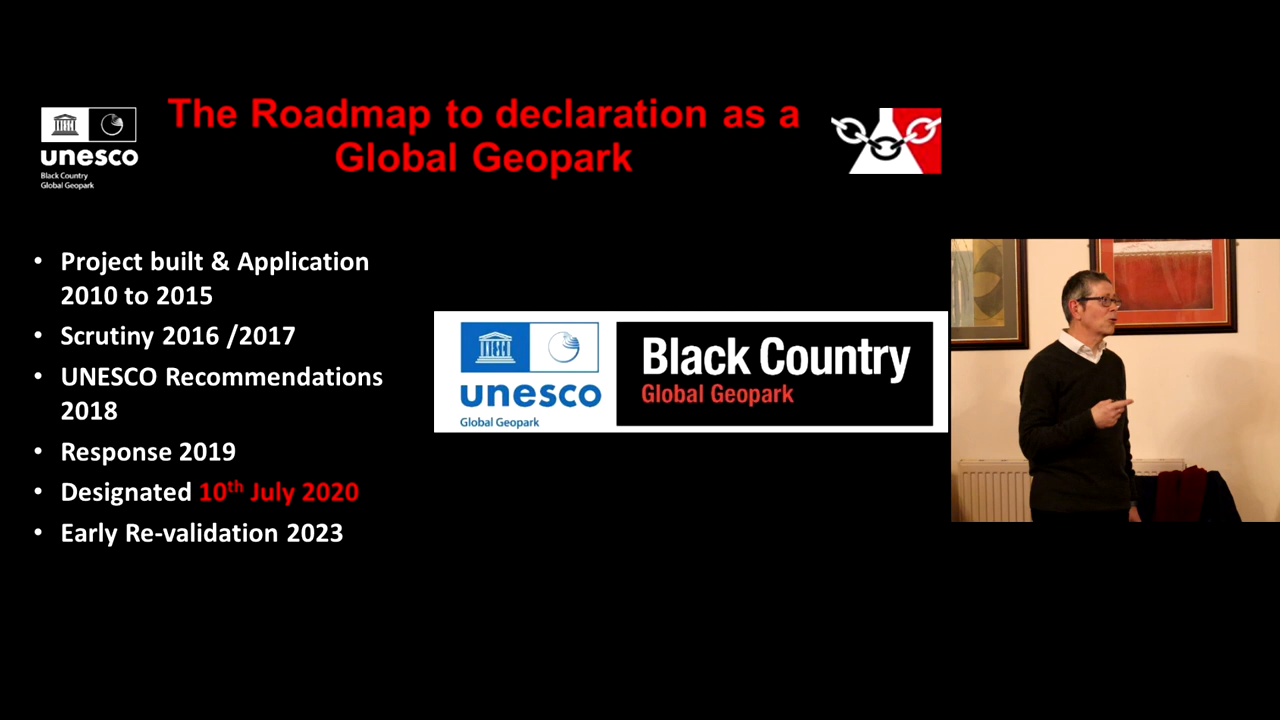 The Roadmap to declaration as a
Global Geopark
unesco
Black Country
Global Geopark
• Project built & Application
2010 to 2015
• Scrutiny 2016 /2017
• UNESCO Recommendations
2018
• Response 2019
• Designated 10th July 2020
• Early Re-validation 2023
unesco
Global Geopark
Black Country
Global Geopark